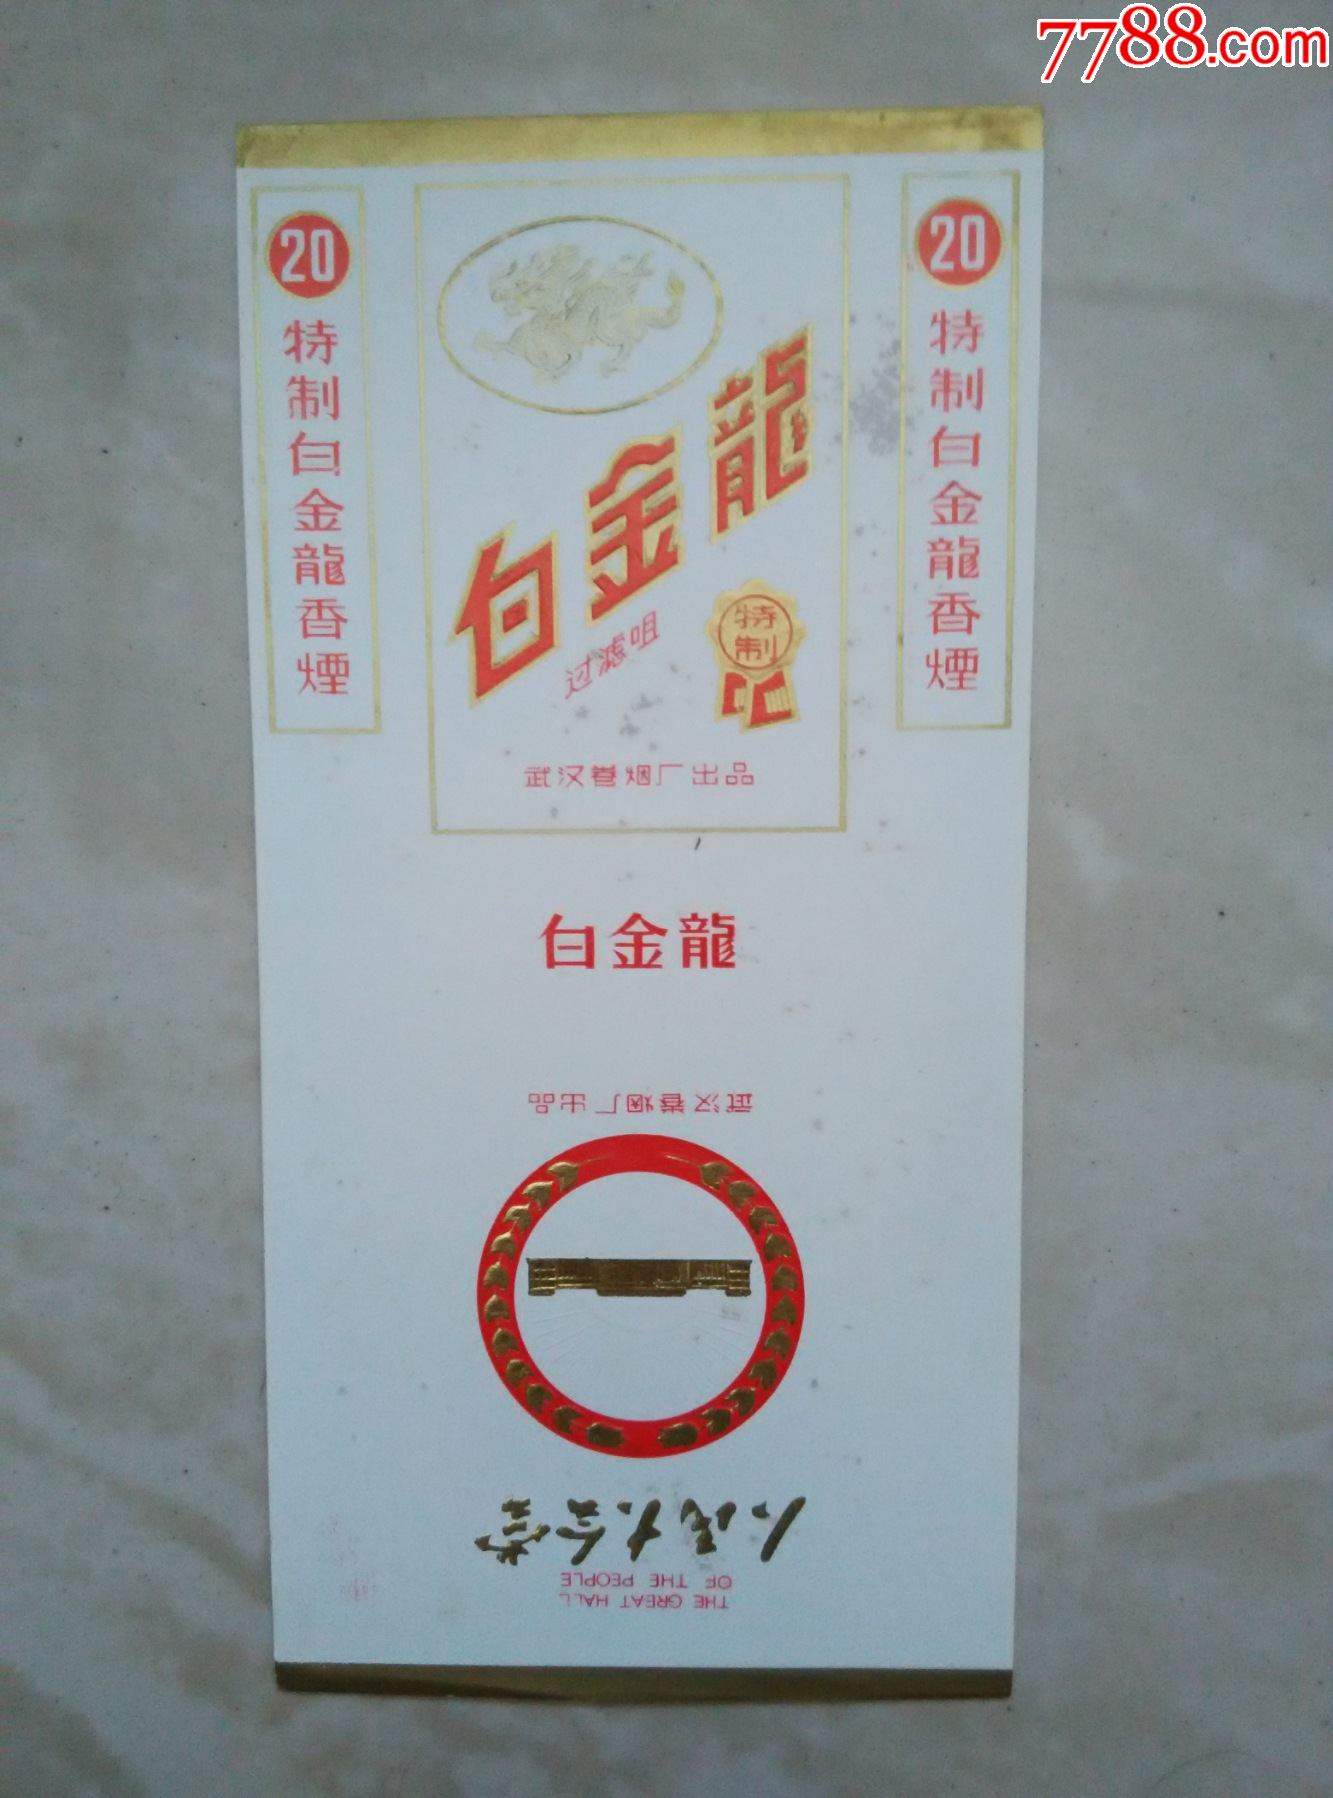 7788.com
20
特制白金龍香煙
白金龍
过滤咀
特制
武汉卷烟厂出品
20
特制白金龍香煙
白金龍
武汉卷烟厂出品
人民大会堂
THE GREAT HALL
OF THE PEOPLE